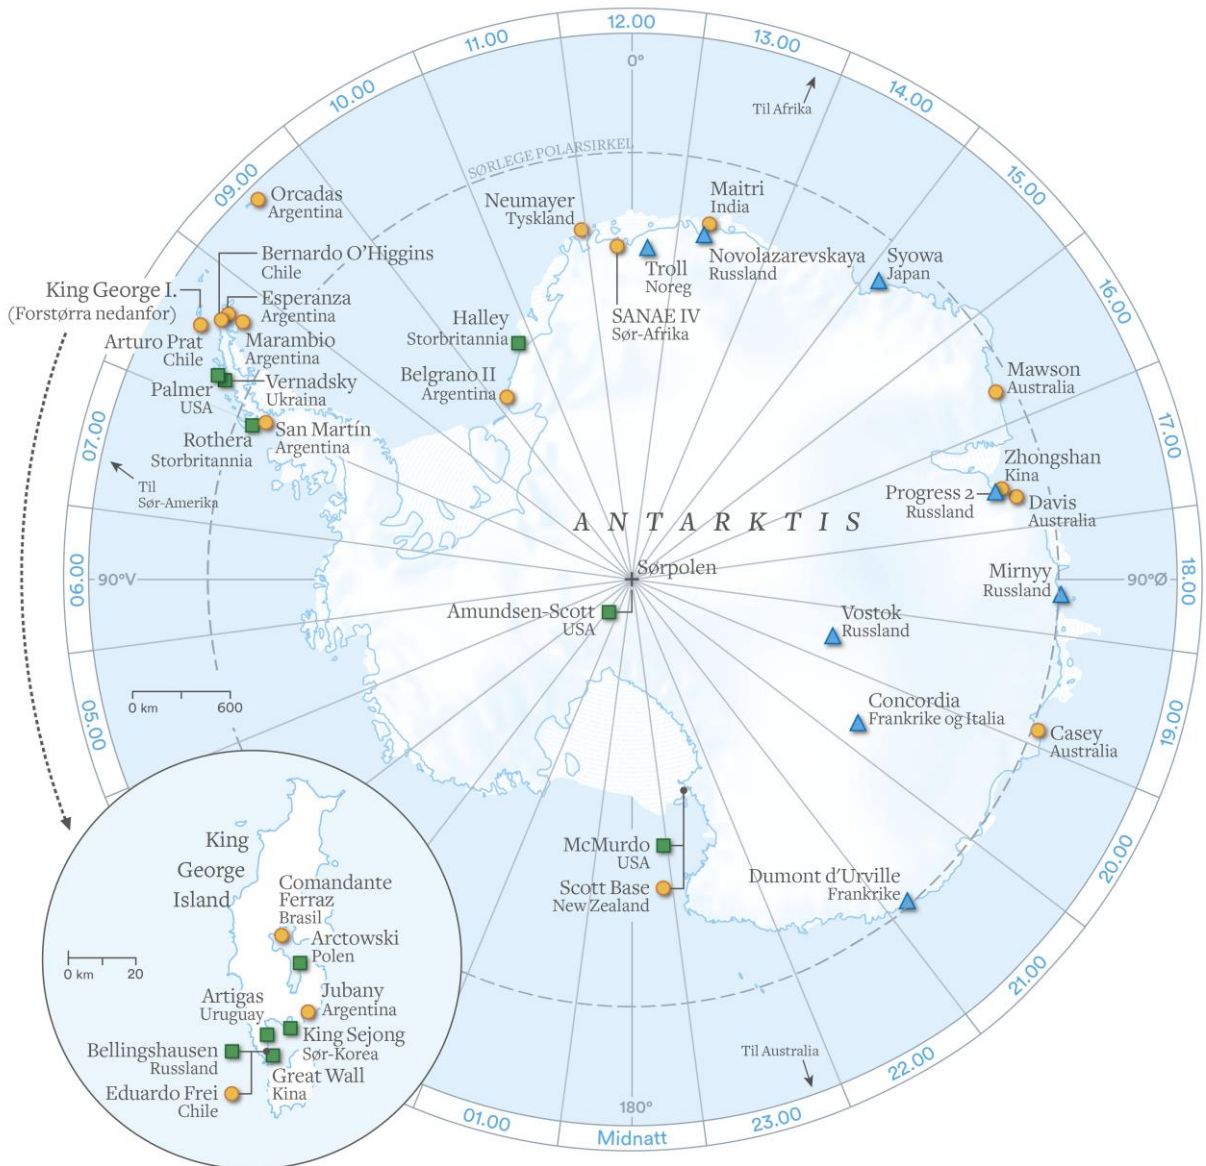 12.00
11.00
13.00
0°
10.00
14.00
Til Afrika
SØRLEGE POLARSIRKEL
09.00
15.00
Orcadas
Argentina
Neumayer
Tyskland
Maitri
India
Bernardo O'Higgins
Chile
Novolazarevskaya
Russland
Syowa
Japan
Troll
Noreg
16.00
King George I.
(Forstørra nedanfor)
Esperanza
Argentina
Halley
Storbritannia
SANAE IV
Sør-Afrika
Arturo Prat
Chile
Marambio
Argentina
Belgrano II
Argentina
Mawson
Australia
Palmer
USA
Vernadsky
Ukraina
07.00
17.00
Rothera
Storbritannia
San Martín
Argentina
Zhongshan
Kina
Til
Sør-Amerika
Progress 2
Russland
Davis
Australia
ANTARKTIS
Sørpolen
06.00
90°V
Mirnyy
Russland
90°Ø
18.00
Amundsen-Scott
USA
Vostok
Russland
0 km 600
05.00
Concordia
Frankrike og Italia
19.00
Casey
Australia
King
George
Island
McMurdo
USA
20.00
Comandante
Ferraz
Brasil
Scott Base
New Zealand
Dumont d'Urville
Frankrike
Arctowski
Polen
0 km 20
21.00
Artigas
Uruguay
Jubany
Argentina
King Sejong
Sør-Korea
Bellingshausen
Russland
Til Australia
22.00
Great Wall
Kina
Eduardo Frei
Chile
180°
01.00
23.00
Midnatt